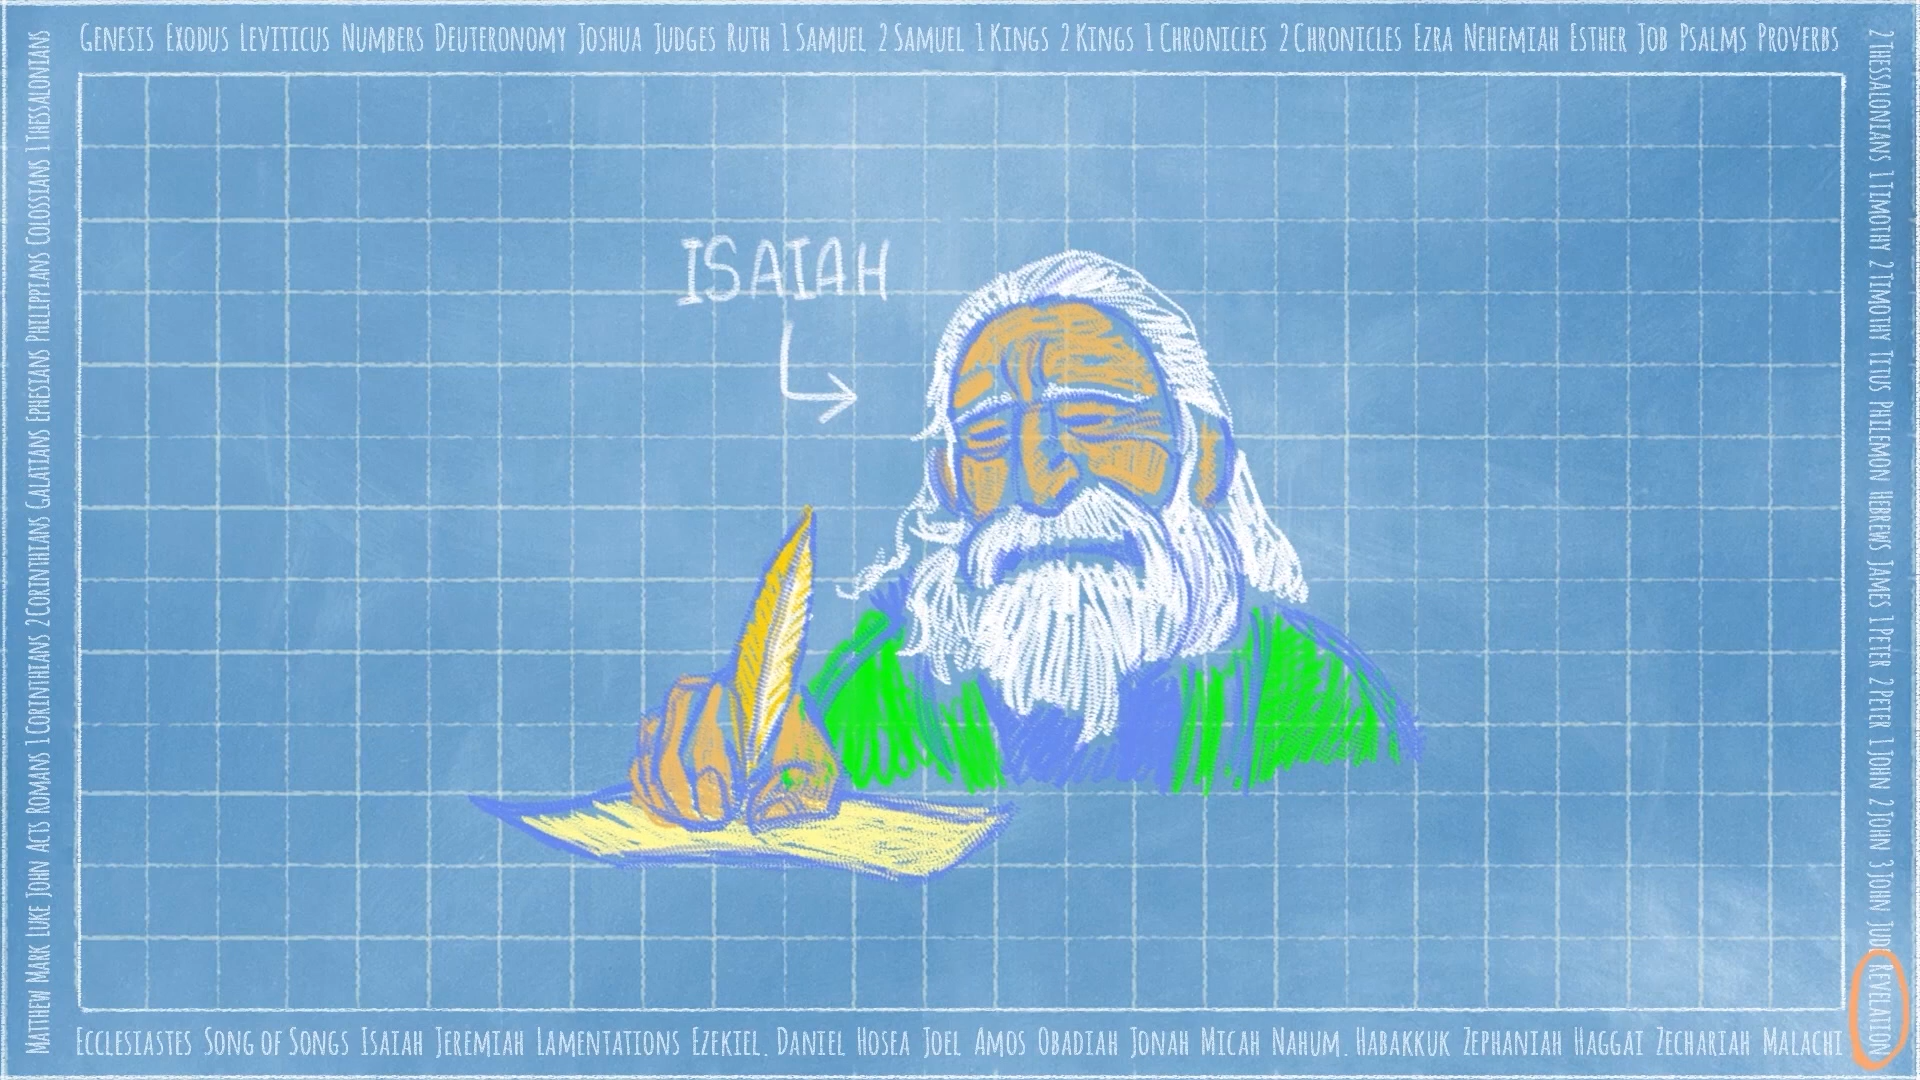 Genesis Exodus Leviticus Numbers Deuteronomy Joshua Judges Ruth 1 Samuel 2 Samuel 1 Kings 2 Kings 1 Chronicles 2 Chronicles Ezra Nehemiah Esther Job Psalms Proverbs
Matthew Mark Luke John Acts Romans 1 Corinthians 2 Corinthians Galatians Ephesians Philippians Colossians 1 Thessalonians
ISAIAH
2 Thessalonians 1 Timothy 2 Timothy Titus Philemon Hebrews James 1 Peter 2 Peter 1 John 2 John 3 John Jude Revelation
Ecclesiastes Song of Songs Isaiah Jeremiah Lamentations Ezekiel. Daniel Hosea Joel Amos Obadiah Jonah Micah Nahum. Habakkuk Zephaniah Haggai Zechariah Malachi